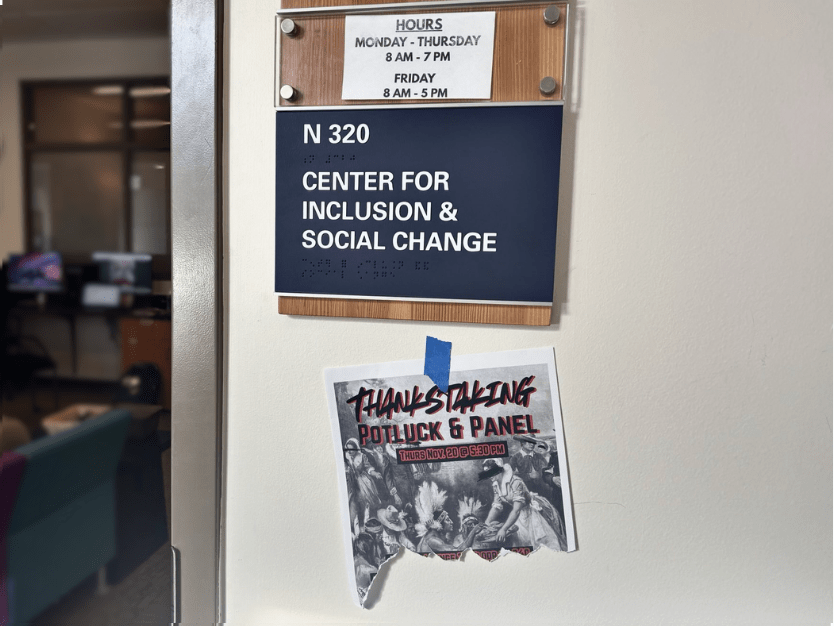 HOURS
MONDAY - THURSDAY
8 AM - 7 PM
FRIDAY
8 AM - 5 PM
N 320
CENTER FOR
INCLUSION &
SOCIAL CHANGE
THANKSTAKING
POTLUCK & PANEL
THURS NOV. 20 @ 5:30 PM